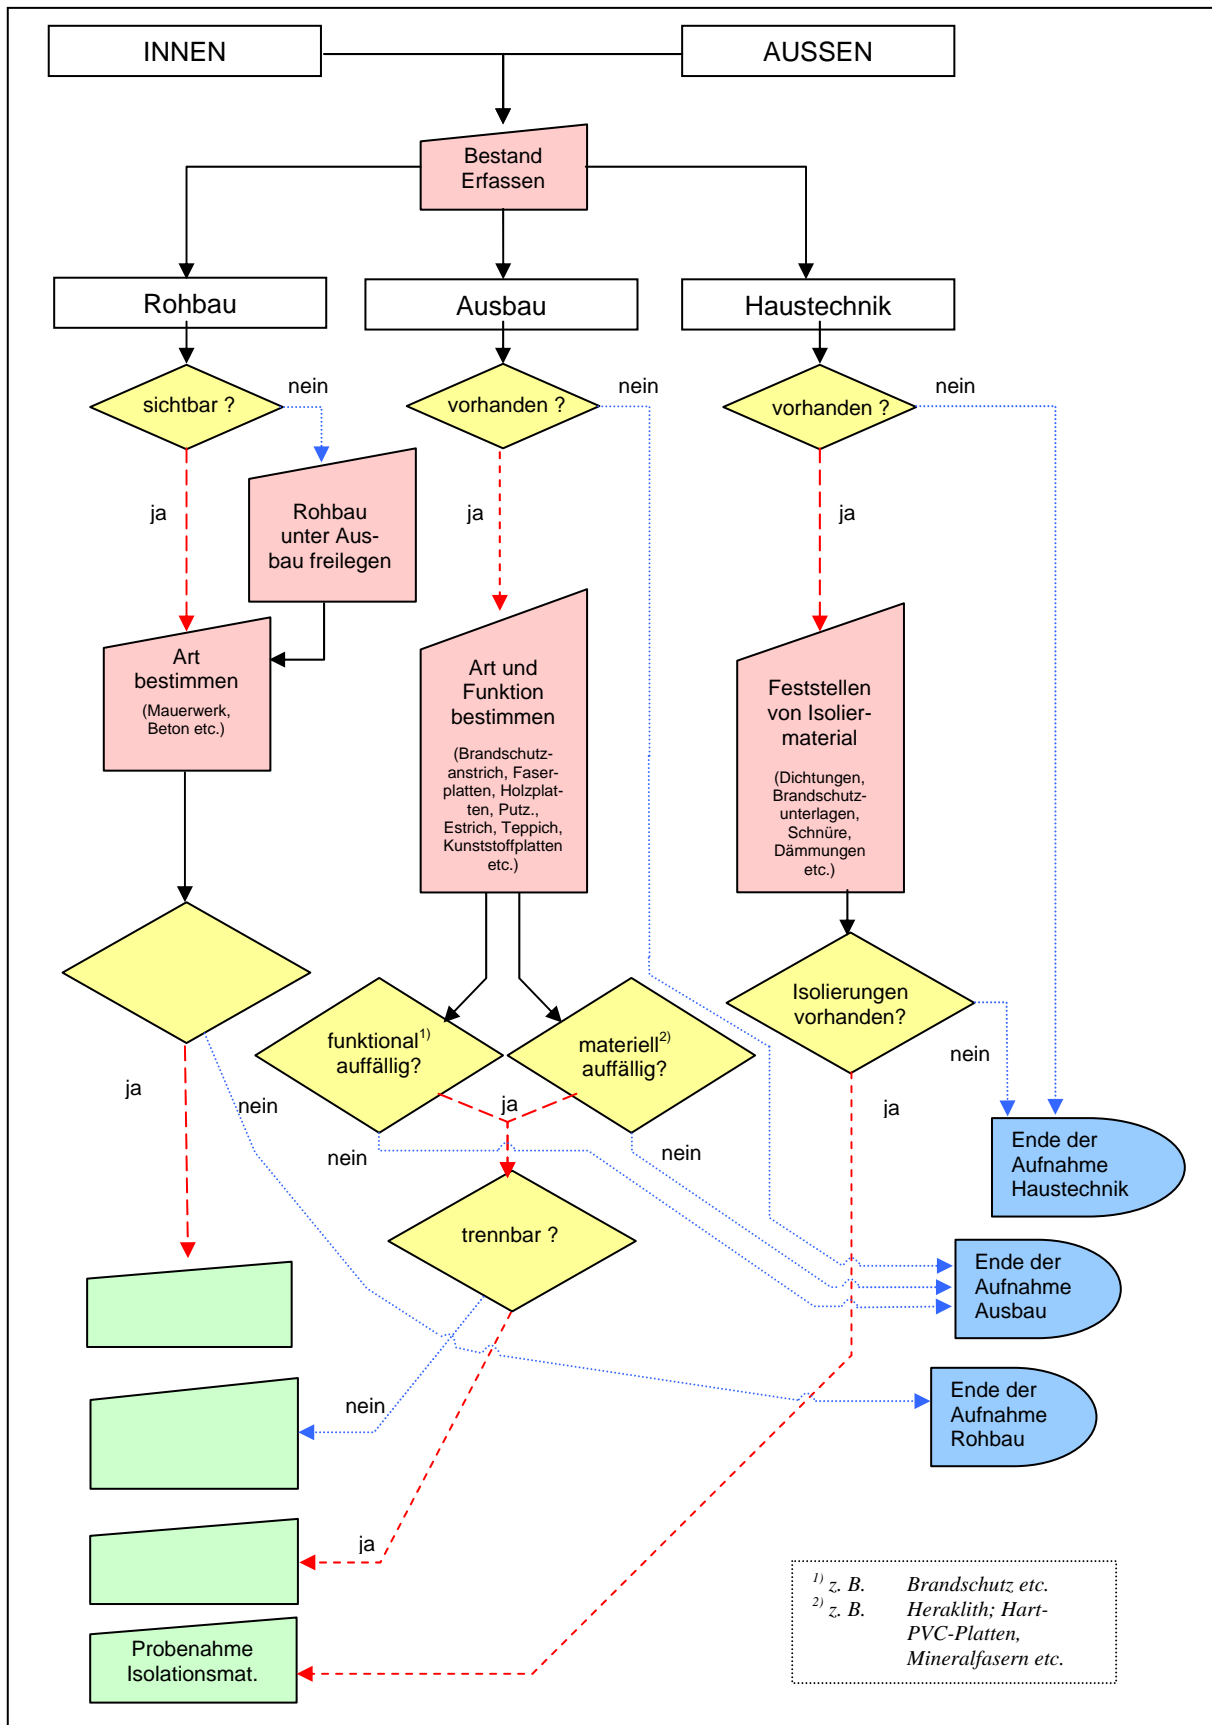 INNEN
AUSSEN
Bestand
Erfassen
Rohbau
Ausbau
Haustechnik
sichtbar ?
nein
vorhanden ?
nein
vorhanden ?
nein
ja
Rohbau
unter Aus-
bau freilegen
ja
ja
Art
bestimmen
(Mauerwerk,
Beton etc.)
Art und
Funktion
bestimmen
(Brandschutz-
anstrich, Faser-
platten, Holzplat-
ten, Putz.,
Estrich, Teppich,
Kunststoffplatten
etc.)
Feststellen
von Isolier-
material
(Dichtungen,
Brandschutz-
unterlagen,
Schnüre,
Dämmungen
etc.)
funktional1)
auffällig?
materiell2)
auffällig?
Isolierungen
vorhanden?
nein
ja
nein
ja
ja
nein
nein
Ende der
Aufnahme
Haustechnik
trennbar ?
Ende der
Aufnahme
Ausbau
nein
Ende der
Aufnahme
Rohbau
ja
Probenahme
Isolationsmat.
1) z. B. Brandschutz etc.
2) z. B. Heraklith; Hart-
PVC-Platten,
Mineralfasern etc.